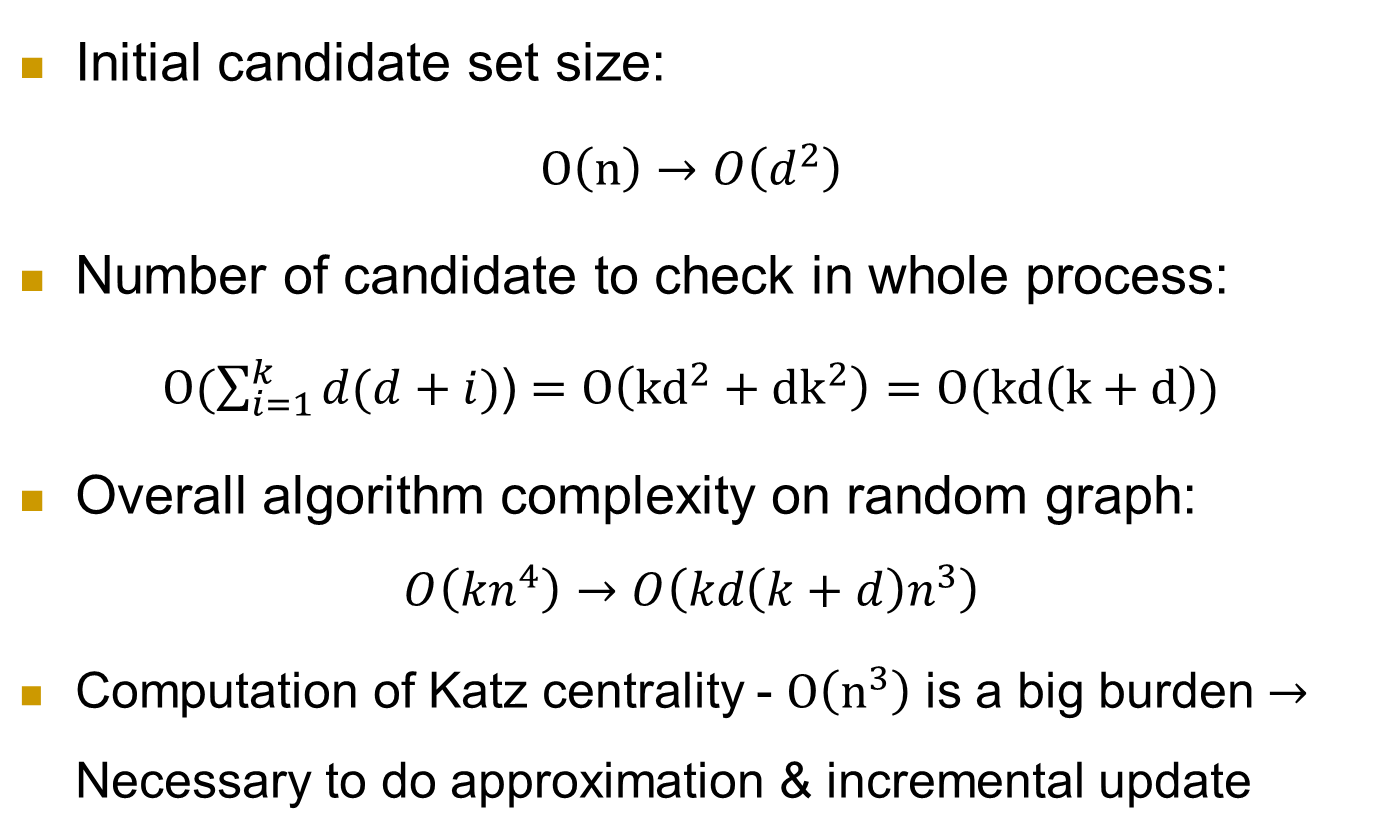 ■ Initial candidate set size:
O(n) → O(d²)
■ Number of candidate to check in whole process:
O(∑ᵢ₌₁ᵏ d(d + i)) = O(kd² + dk²) = O(kd(k + d))
■ Overall algorithm complexity on random graph:
O(kn⁴) → O(kd(k + d)n³)
■ Computation of Katz centrality - O(n³) is a big burden →
Necessary to do approximation & incremental update